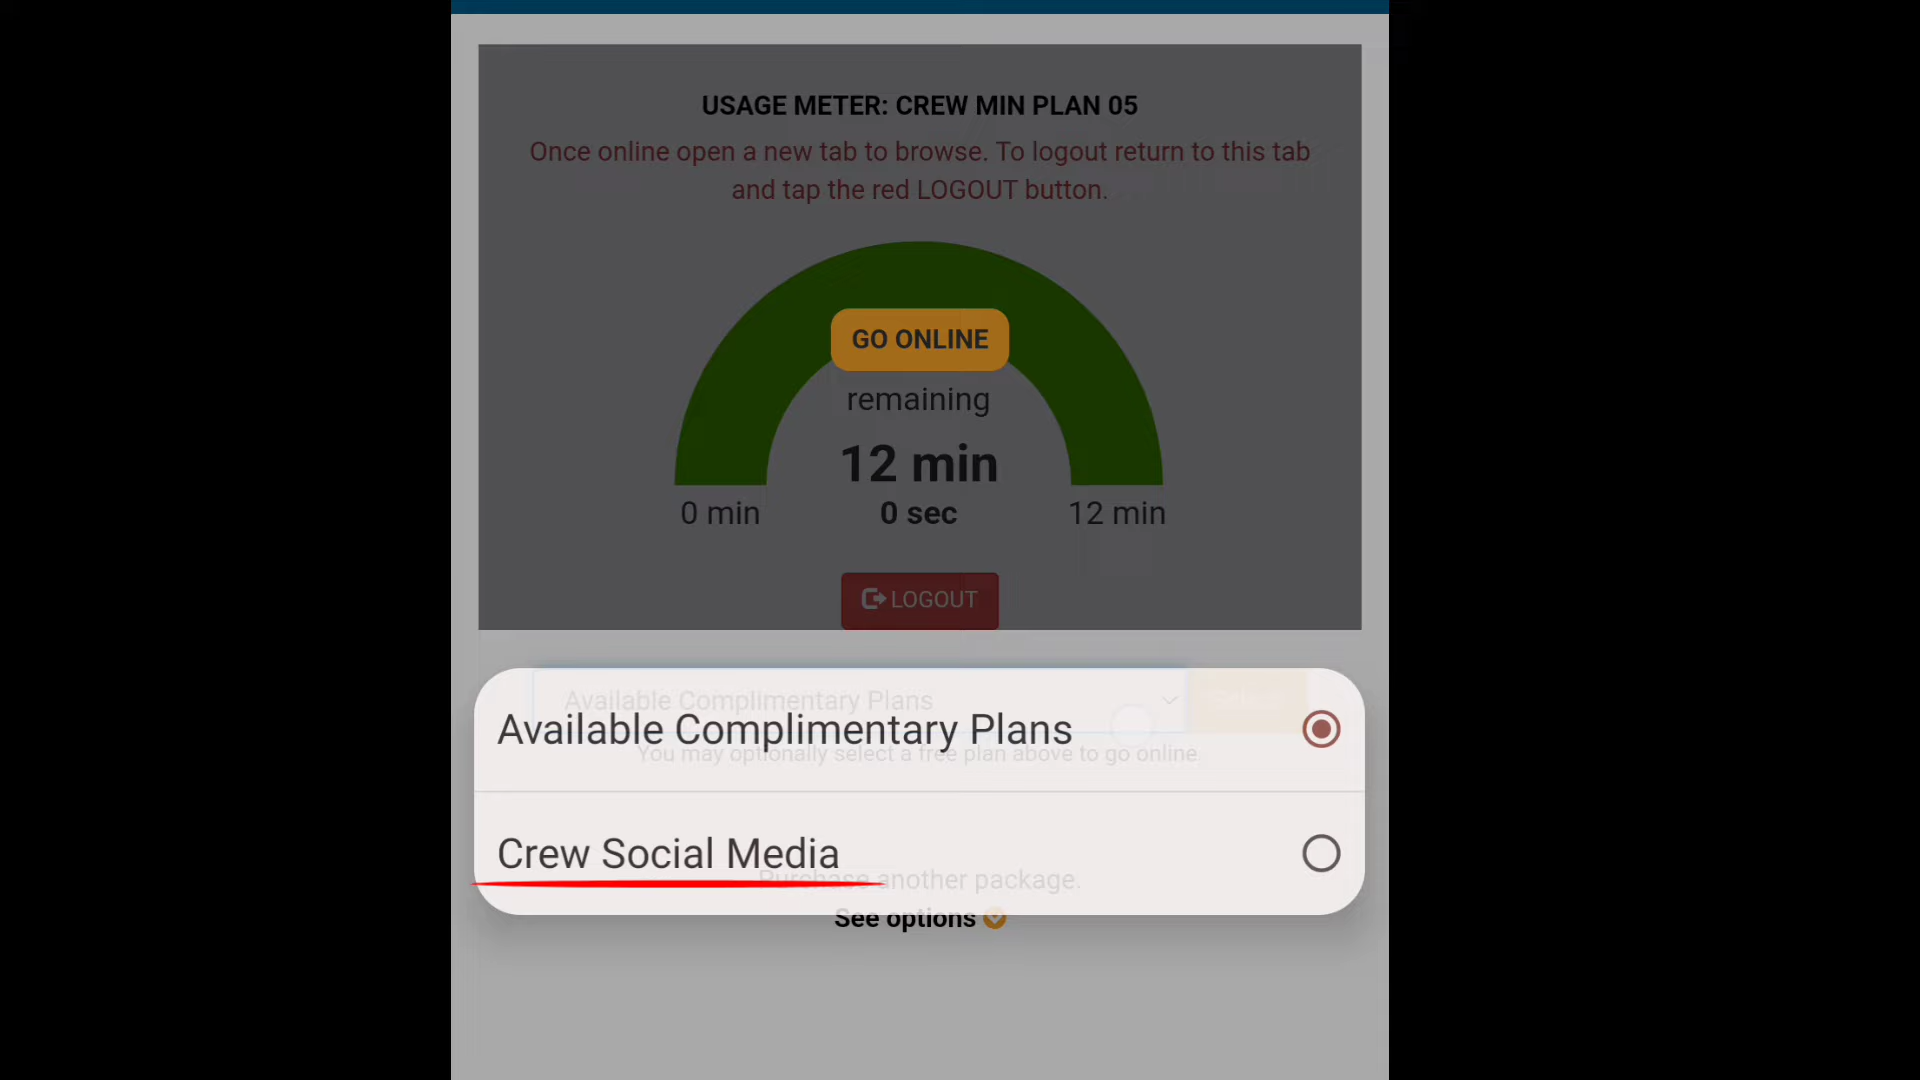 USAGE METER: CREW MIN PLAN 05
Once online open a new tab to browse. To logout return to this tab
and tap the red LOGOUT button.
GO ONLINE
remaining
12 min
0 min
0 sec
12 min
LOGOUT
Available Complimentary Plans
Available Complimentary Plans
You may optionally select a free plan above to go online.
Crew Social Media
Purchase another package.
See options